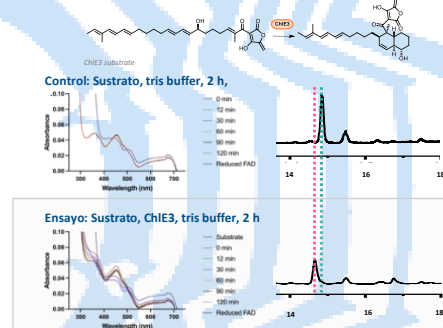 OH
O
O
O
OH
ChlE3
OH
ChlE3 substrate
Control: Sustrato, tris buffer, 2 h,
0.10
0.08
0.06
0.04
0.02
0.00
Absorbance
300 400 500 600 700
Wavelength (nm)
0 min
12 min
30 min
60 min
90 min
120 min
Reduced FAD
14 16 18
Ensayo: Sustrato, ChlE3, tris buffer, 2 h
0.10
0.08
0.06
0.04
0.02
0.00
Absorbance
300 400 500 600 700
Wavelength (nm)
Substrate
0 min
12 min
30 min
60 min
90 min
120 min
Reduced FAD
14 16 18